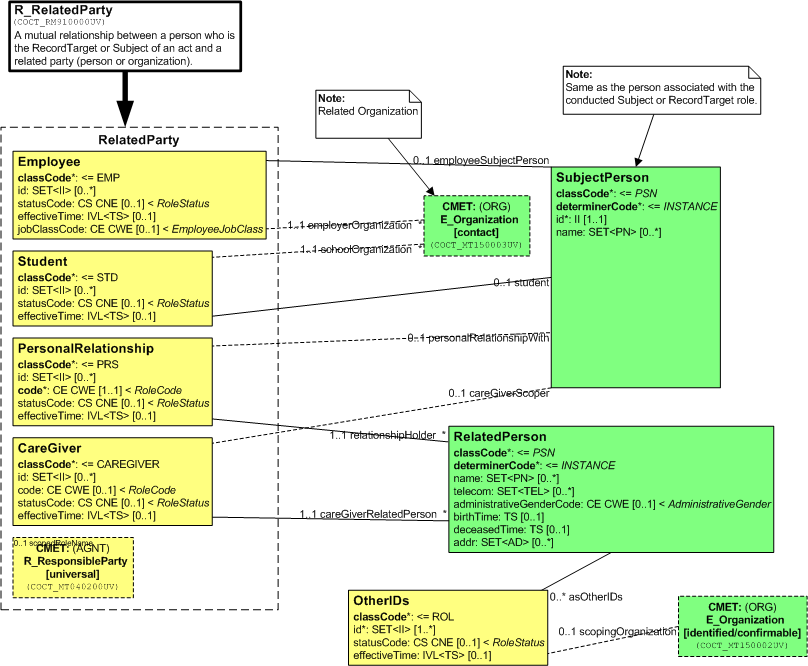 R_RelatedParty
(COCT_RM910000UV)
A mutual relationship between a person who is
the RecordTarget or Subject of an act and a
related party (person or organization).
Note:
Related Organization
Note:
Same as the person associated with the
conducted Subject or RecordTarget role.
RelatedParty
Employee
classCode*: <= EMP
id: SET<II> [0..*]
statusCode: CS CNE [0..1] < RoleStatus
effectiveTime: IVL<TS> [0..1]
jobClassCode: CE CWE [0..1] < EmployeeJobClass
0..1 employeeSubjectPerson
1..1 employerOrganization *
1..1 schoolOrganization *
CMET: (ORG)
E_Organization
[contact]
(COCT_MT150003UV)
SubjectPerson
classCode*: <= PSN
determinerCode*: <= INSTANCE
id*: II [1..1]
name: SET<PN> [0..*]
Student
classCode*: <= STD
id: SET<II> [0..*]
statusCode: CS CNE [0..1] < RoleStatus
effectiveTime: IVL<TS> [0..1]
0..1 student
PersonalRelationship
classCode*: <= PRS
id: SET<II> [0..*]
code*: CE CWE [1..1] < RoleCode
statusCode: CS CNE [0..1] < RoleStatus
effectiveTime: IVL<TS> [0..1]
0..1 personalRelationshipWith
0..1 careGiverScoper
1..1 relationshipHolder *
CareGiver
classCode*: <= CAREGIVER
id: SET<II> [0..*]
code: CE CWE [0..*] < RoleCode
statusCode: CS CNE [0..1] < RoleStatus
effectiveTime: IVL<TS> [0..1]
1..1 careGiverRelatedPerson *
RelatedPerson
classCode*: <= PSN
determinerCode*: <= INSTANCE
name: SET<PN> [0..*]
telecom: SET<TEL> [0..*]
administrativeGenderCode: CE CWE [0..1] < AdministrativeGender
birthTime: TS [0..1]
deceasedTime: TS [0..1]
addr: SET<AD> [0..*]
0..1 scopedRoleName
CMET: (AGNT)
R_ResponsibleParty
[universal]
(COCT_MT040200UV)
0..* asOtherIDs
OtherIDs
classCode*: <= ROL
id*: SET<II> [1..*]
statusCode: CS CNE [0..1] < RoleStatus
effectiveTime: IVL<TS> [0..1]
0..1 scopingOrganization
CMET: (ORG)
E_Organization
[identified/confirmable]
(COCT_MT150002UV)